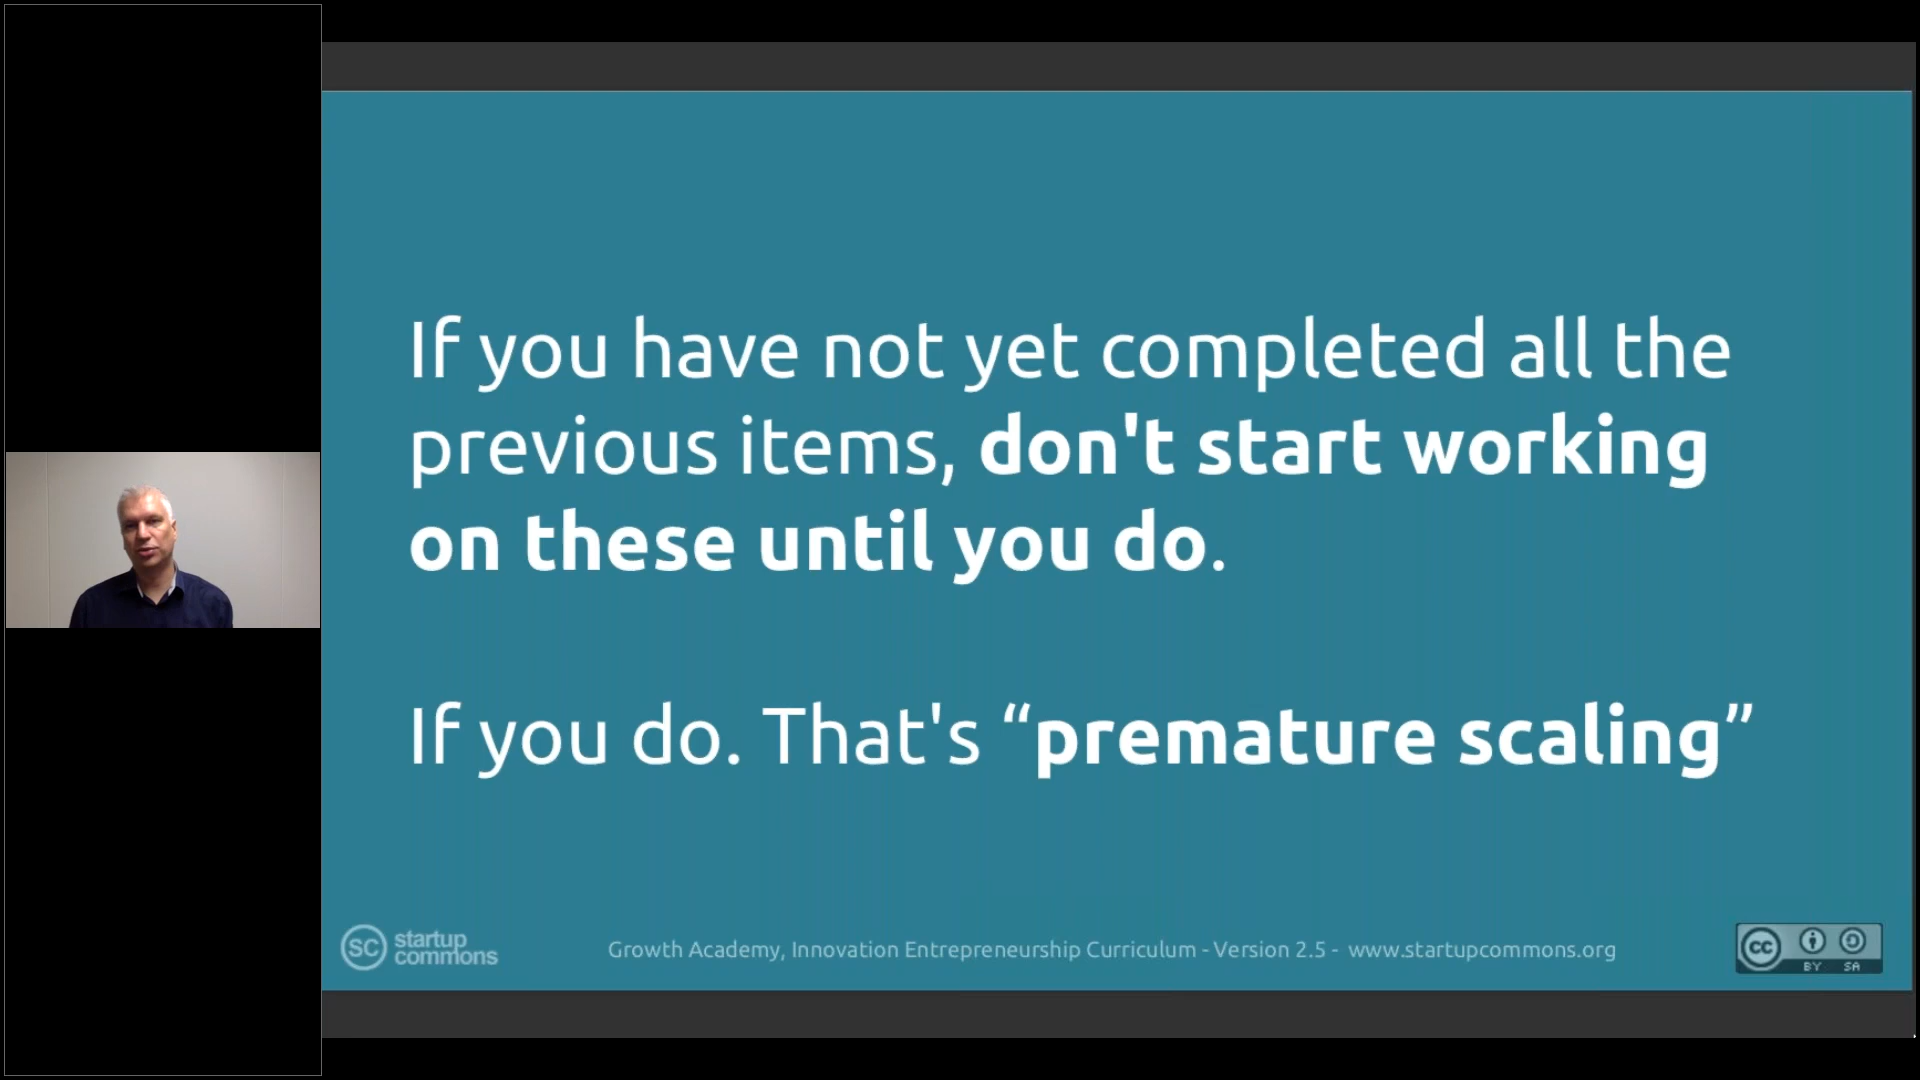 If you have not yet completed all the
previous items, don't start working
on these until you do.
If you do. That's “premature scaling”
SC startup
commons
Growth Academy, Innovation Entrepreneurship Curriculum - Version 2.5 - www.startupcommons.org
cc
BY SA